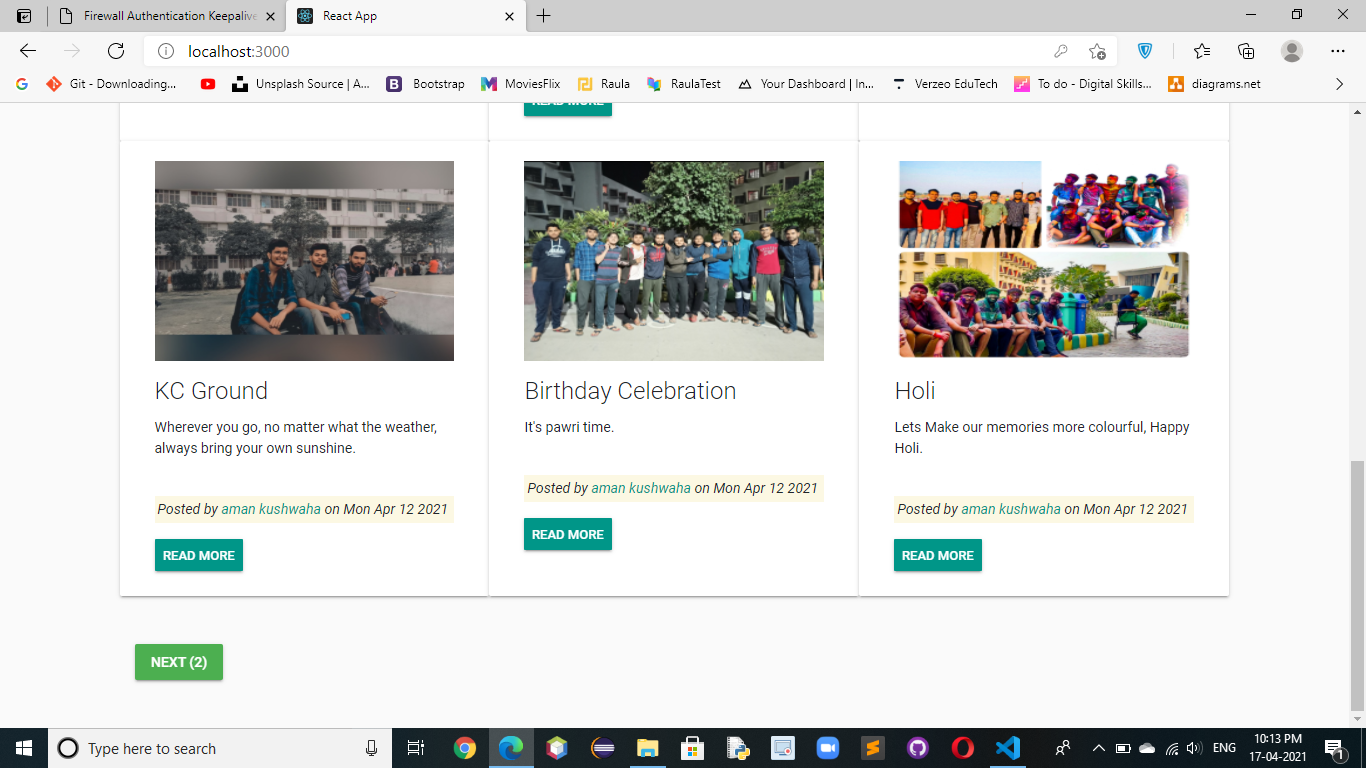 Firewall Authentication Keepalive
React App
localhost:3000
Git - Downloading...
Unsplash Source | A...
Bootstrap
MoviesFlix
Raula
RaulaTest
Your Dashboard | In...
Verzeo EduTech
To do - Digital Skills...
diagrams.net
READ MORE
KC Ground
Wherever you go, no matter what the weather,
always bring your own sunshine.
Posted by aman kushwaha on Mon Apr 12 2021
READ MORE
Birthday Celebration
It's pawri time.
Posted by aman kushwaha on Mon Apr 12 2021
READ MORE
Holi
Lets Make our memories more colourful, Happy
Holi.
Posted by aman kushwaha on Mon Apr 12 2021
READ MORE
NEXT (2)
Type here to search
ENG
10:13 PM
17-04-2021
1